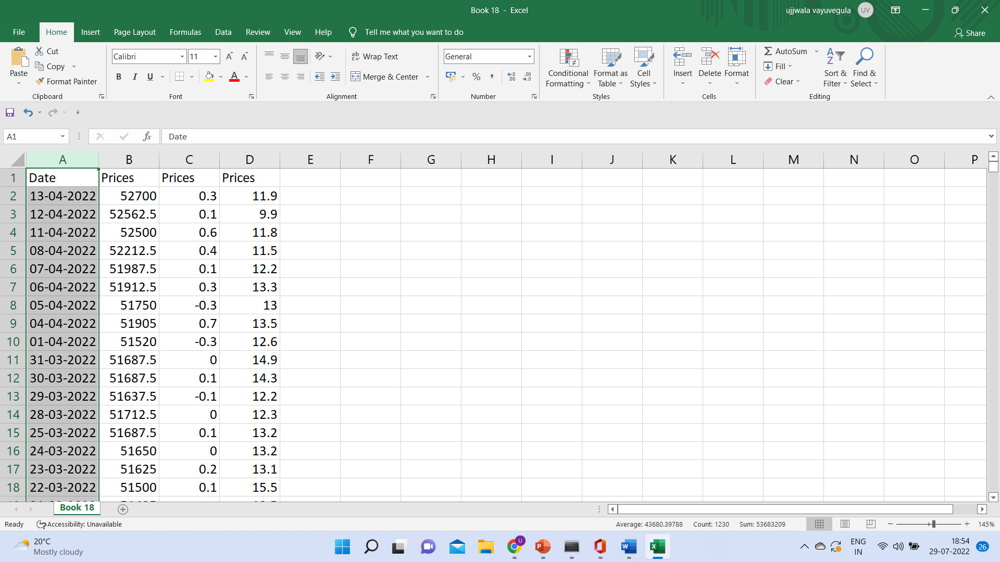 Book 18 - Excel
ujjwala vayuvegula UV
File Home Insert Page Layout Formulas Data Review View Help Tell me what you want to do Share
Paste
Cut
Copy
Format Painter
Clipboard
Calibri 11 A A
B I U A
Font
ab Wrap Text
Merge & Center
Alignment
General
% ,
Number
Conditional Formatting
Format as Table
Cell Styles
Styles
Insert Delete Format
Cells
AutoSum
Fill
Clear
Sort & Filter
Find & Select
Editing
A1 fx Date
A B C D E F G H I J K L M N O P
1 Date Prices Prices Prices
2 13-04-2022 52700 0.3 11.9
3 12-04-2022 52562.5 0.1 9.9
4 11-04-2022 52500 0.6 11.8
5 08-04-2022 52212.5 0.4 11.5
6 07-04-2022 51987.5 0.1 12.2
7 06-04-2022 51912.5 0.3 13.3
8 05-04-2022 51750 -0.3 13
9 04-04-2022 51905 0.7 13.5
10 01-04-2022 51520 -0.3 12.6
11 31-03-2022 51687.5 0 14.9
12 30-03-2022 51687.5 0.1 14.3
13 29-03-2022 51637.5 -0.1 12.2
14 28-03-2022 51712.5 0 12.3
15 25-03-2022 51687.5 0.1 13.2
16 24-03-2022 51650 0 13.2
17 23-03-2022 51625 0.2 13.1
18 22-03-2022 51500 0.1 15.5
Book 18
Ready Accessibility: Unavailable Average: 43680.39788 Count: 1230 Sum: 53683209 145%
20°C
Mostly cloudy
ENG
IN
18:54
29-07-2022
26